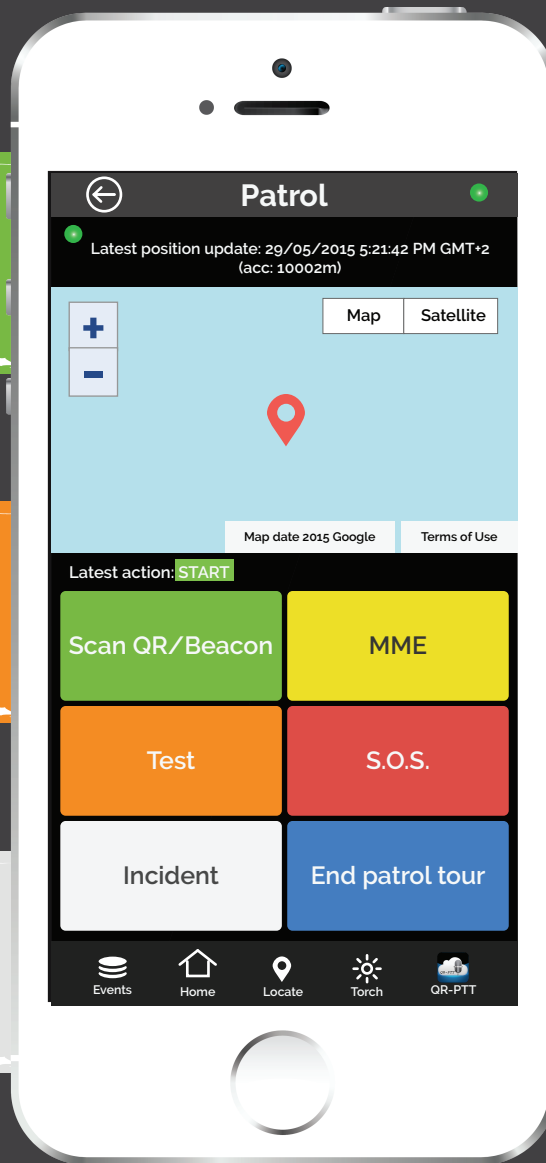 Patrol
Latest position update: 29/05/2015 5:21:42 PM GMT+2
(acc: 10002m)
+
−
Map
Satellite
Map date 2015 Google
Terms of Use
Latest action: START
Scan QR/Beacon
MME
Test
S.O.S.
Incident
End patrol tour
Events
Home
Locate
Torch
QR-PTT